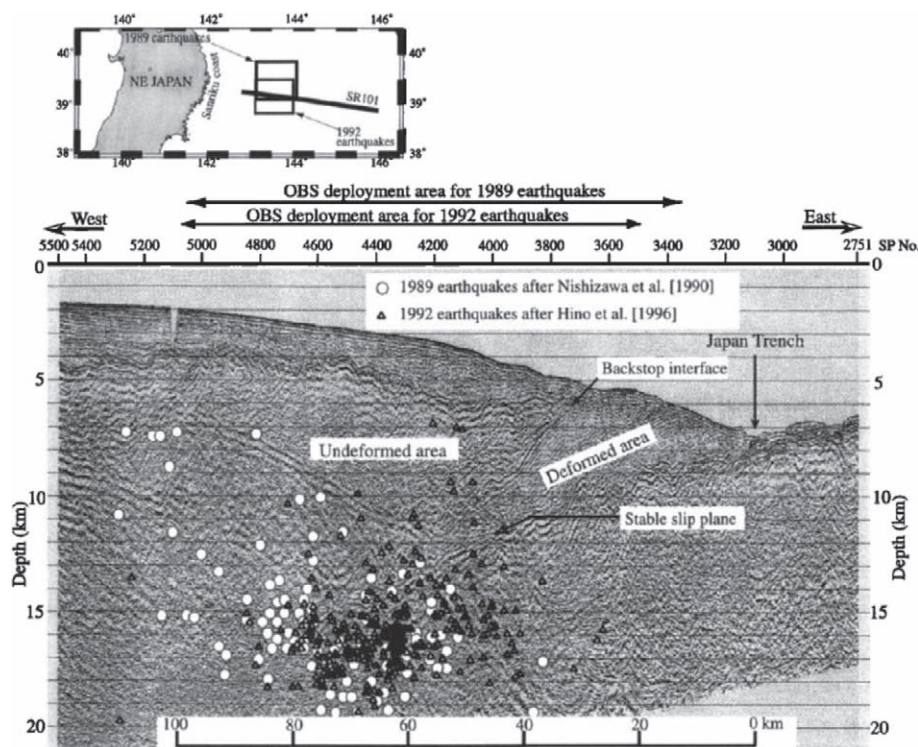 140° 142° 144° 146°
40° 1989 earthquakes 40°
NE JAPAN
Sanriku coast
39° SR101 39°
1992
earthquakes
38° 38°
140° 142° 144° 146°
OBS deployment area for 1989 earthquakes
West OBS deployment area for 1992 earthquakes East
5500 5400 5200 5000 4800 4600 4400 4200 4000 3800 3600 3400 3200 3000 2751 SP No.
0 0
1989 earthquakes after Nishizawa et al. [1990]
1992 earthquakes after Hino et al. [1996]
Japan Trench
5 Backstop interface 5
Undeformed area
Deformed area
10 10
Stable slip plane
Depth (km) Depth (km)
15 15
20 20
100 80 60 40 20 0 km